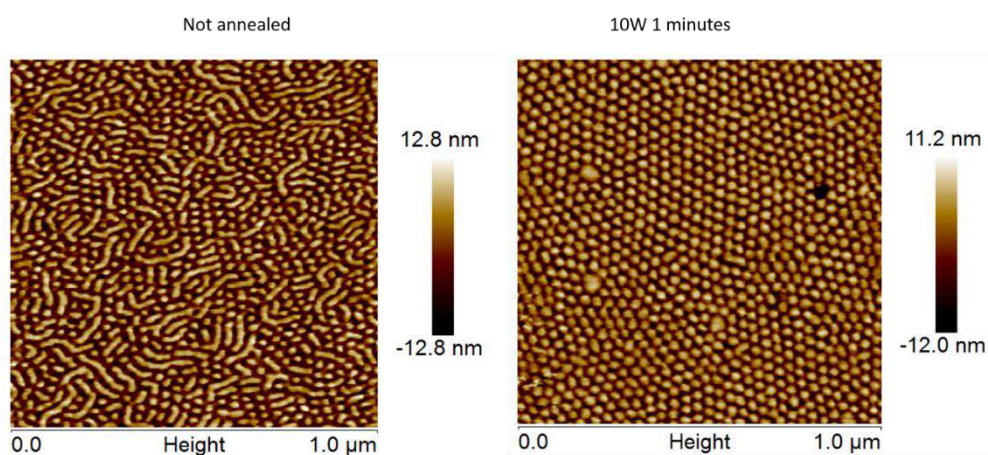 Not annealed
10W 1 minutes
12.8 nm
-12.8 nm
0.0 Height 1.0 µm
11.2 nm
-12.0 nm
0.0 Height 1.0 µm